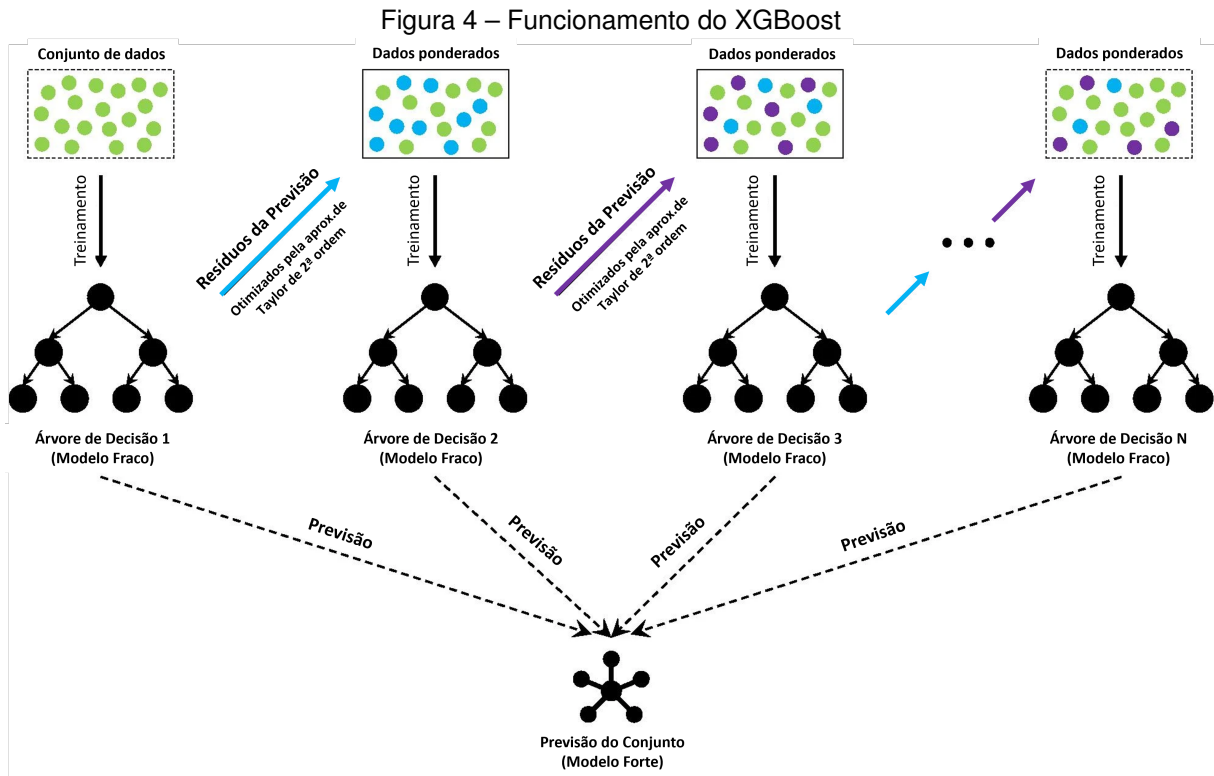 Figura 4 – Funcionamento do XGBoost
Conjunto de dados
Dados ponderados
Dados ponderados
Dados ponderados
Treinamento
Resíduos da Previsão
Otimizados pela aprox.de
Taylor de 2ª ordem
Treinamento
Resíduos da Previsão
Otimizados pela aprox.de
Taylor de 2ª ordem
Treinamento
Treinamento
Árvore de Decisão 1
(Modelo Fraco)
Árvore de Decisão 2
(Modelo Fraco)
Árvore de Decisão 3
(Modelo Fraco)
Árvore de Decisão N
(Modelo Fraco)
Previsão
Previsão
Previsão
Previsão
Previsão do Conjunto
(Modelo Forte)